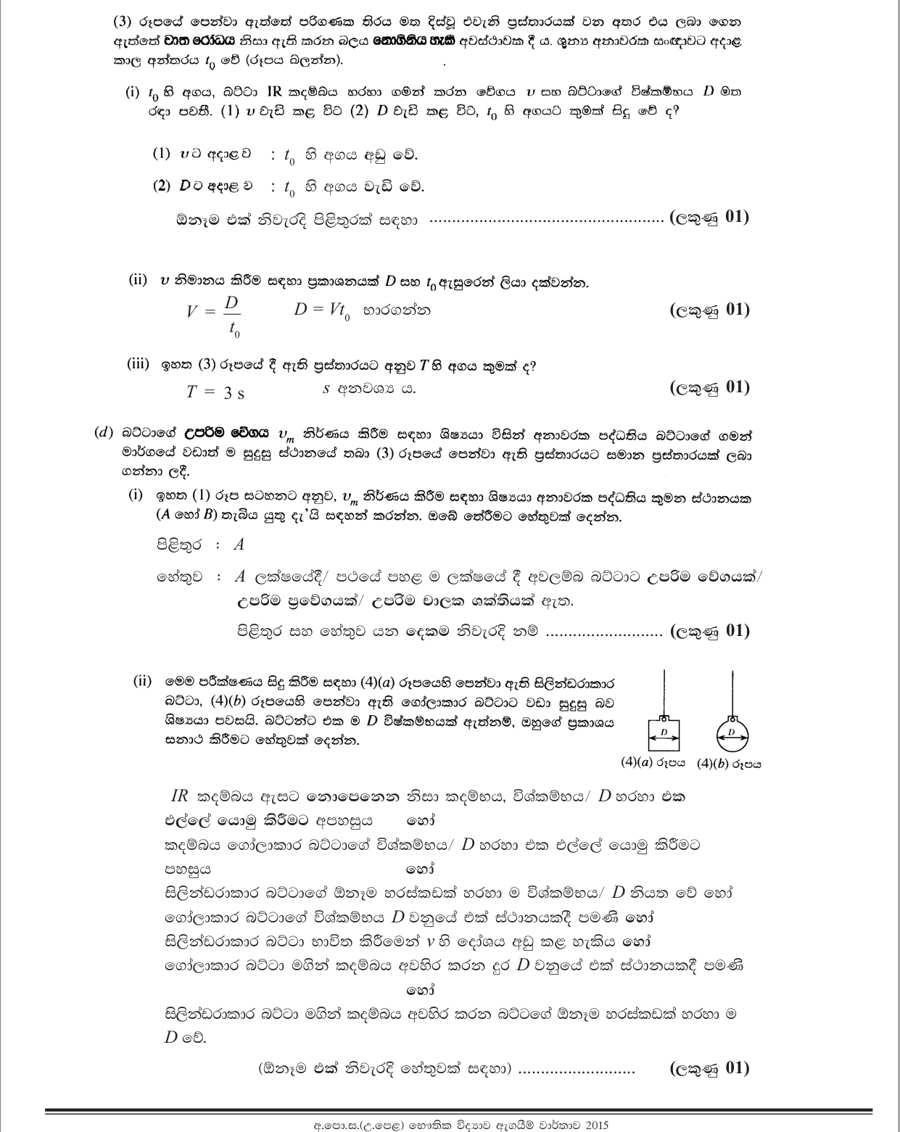 (3) රූපයේ පෙන්වා ඇත්තේ පරිගණක තිරය මත දිස්වූ එවැනි ප්‍රස්තාරයක් වන අතර එය ලබා ගෙන
ඇත්තේ වාත රෝධය නිසා ඇති කරන බලය නොගිනිය හැකි අවස්ථාවක දී ය. ශුන්‍ය අනාවරක සංඥාවට අදාළ
කාල අන්තරය t₀ වේ (රූපය බලන්න).
(i) t₀ හි අගය, බට්ටා IR කදම්බය හරහා ගමන් කරන වේගය υ සහ බට්ටාගේ විෂ්කම්භය D මත
රඳා පවතී. (1) υ වැඩි කළ විට (2) D වැඩි කළ විට, t₀ හි අගයට කුමක් සිදු වේ ද?
(1) υ ට අදාළව : t₀ හි අගය අඩු වේ.
(2) D ට අදාළ ව : t₀ හි අගය වැඩි වේ.
ඕනෑම එක් නිවැරදි පිළිතුරක් සඳහා .................................................... (ලකුණු 01)
(ii) υ නිමානය කිරීම සඳහා ප්‍රකාශනයක් D සහ t₀ ඇසුරෙන් ලියා දක්වන්න.
V = D / t₀ D = Vt₀ භාරගන්න (ලකුණු 01)
(iii) ඉහත (3) රූපයේ දී ඇති ප්‍රස්තාරයට අනුව T හි අගය කුමක් ද?
T = 3 s s අනවශ්‍ය ය. (ලකුණු 01)
(d) බට්ටාගේ උපරිම වේගය υₘ නිර්ණය කිරීම සඳහා ශිෂ්‍යයා විසින් අනාවරක පද්ධතිය බට්ටාගේ ගමන්
මාර්ගයේ වඩාත් ම සුදුසු ස්ථානයේ තබා (3) රූපයේ පෙන්වා ඇති ප්‍රස්තාරයට සමාන ප්‍රස්තාරයක් ලබා
ගන්නා ලදී.
(i) ඉහත (1) රූප සටහනට අනුව, υₘ නිර්ණය කිරීම සඳහා ශිෂ්‍යයා අනාවරක පද්ධතිය කුමන ස්ථානයක
(A හෝ B) තැබිය යුතු දැ'යි සඳහන් කරන්න. ඔබේ තේරීමට හේතුවක් දෙන්න.
පිළිතුර : A
හේතුව : A ලක්ෂයේදී/ පථයේ පහළ ම ලක්ෂයේ දී අවලම්බ බට්ටාට උපරිම වේගයක්/
උපරිම ප්‍රවේගයක්/ උපරිම චාලක ශක්තියක් ඇත.
පිළිතුර සහ හේතුව යන දෙකම නිවැරදි නම් .......................... (ලකුණු 01)
(ii) මෙම පරීක්ෂණය සිදු කිරීම සඳහා (4)(a) රූපයෙහි පෙන්වා ඇති සිලින්ඩරාකාර
බට්ටා, (4)(b) රූපයෙහි පෙන්වා ඇති ගෝලාකාර බට්ටාට වඩා සුදුසු බව
ශිෂ්‍යයා පවසයි. බට්ටන්ට එක ම D විෂ්කම්භයක් ඇත්නම්, ඔහුගේ ප්‍රකාශය
සනාථ කිරීමට හේතුවක් දෙන්න.
D D
(4)(a) රූපය (4)(b) රූපය
IR කදම්බය ඇසට නොපෙනෙන නිසා කදම්භය, විශ්කම්භය/ D හරහා එක
එල්ලේ යොමු කිරීමට අපහසුය හෝ
කදම්බය ගෝලාකාර බට්ටාගේ විශ්කම්භය/ D හරහා එක එල්ලේ යොමු කිරීමට
පහසුය හෝ
සිලින්ඩරාකාර බට්ටාගේ ඕනෑම හරස්කඩක් හරහා ම විශ්කම්භය/ D නියත වේ හෝ
ගෝලාකාර බට්ටාගේ විශ්කම්භය D වනුයේ එක් ස්ථානයකදී පමණි හෝ
සිලින්ඩරාකාර බට්ටා භාවිත කිරීමෙන් v හි දෝශය අඩු කළ හැකිය හෝ
ගෝලාකාර බට්ටා මගින් කදම්බය අවහිර කරන දුර D වනුයේ එක් ස්ථානයකදී පමණි
හෝ
සිලින්ඩරාකාර බට්ටා මගින් කදම්බය අවහිර කරන බට්ටගේ ඕනෑම හරස්කඩක් හරහා ම
D වේ.
(ඕනෑම එක් නිවැරදි හේතුවක් සඳහා) .......................... (ලකුණු 01)
අ.පො.ස.(උ.පෙළ) භෞතික විද්‍යාව ඇගයීම් වාර්තාව 2015